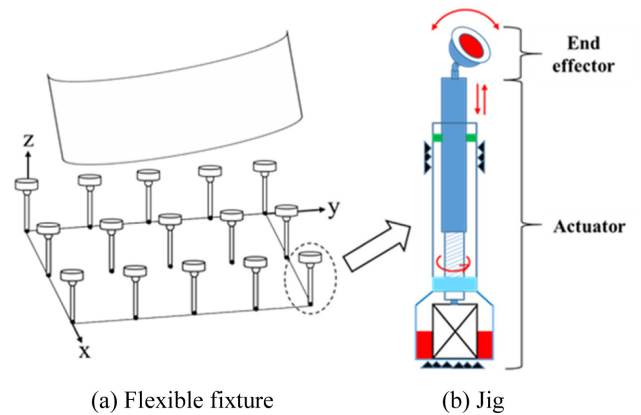 z
y
x
(a) Flexible fixture
End
effector
Actuator
(b) Jig